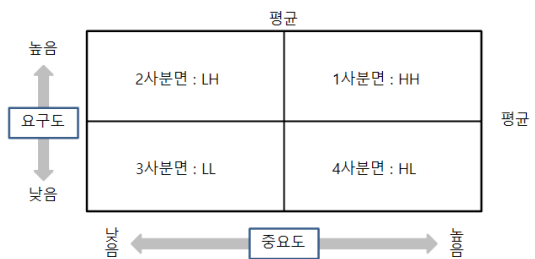 평균
높음
2사분면 : LH
1사분면 : HH
요구도
평균
3사분면 : LL
4사분면 : HL
낮음
낮음
중요도
높음